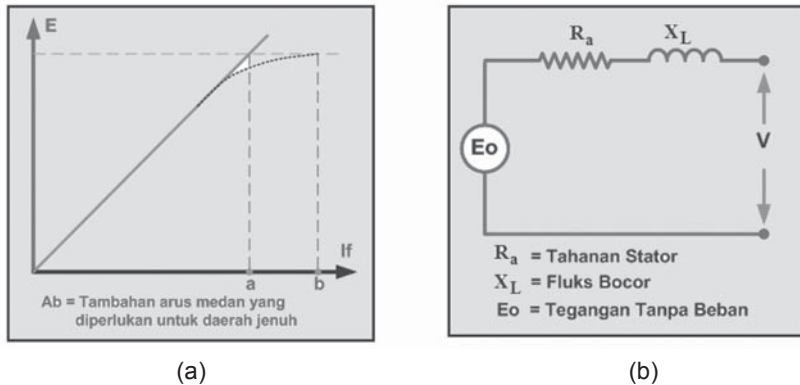 E
If
a
b
Ab = Tambahan arus medan yang
diperlukan untuk daerah jenuh
(a)
Ra
XL
Eo
V
Ra = Tahanan Stator
XL = Fluks Bocor
Eo = Tegangan Tanpa Beban
(b)